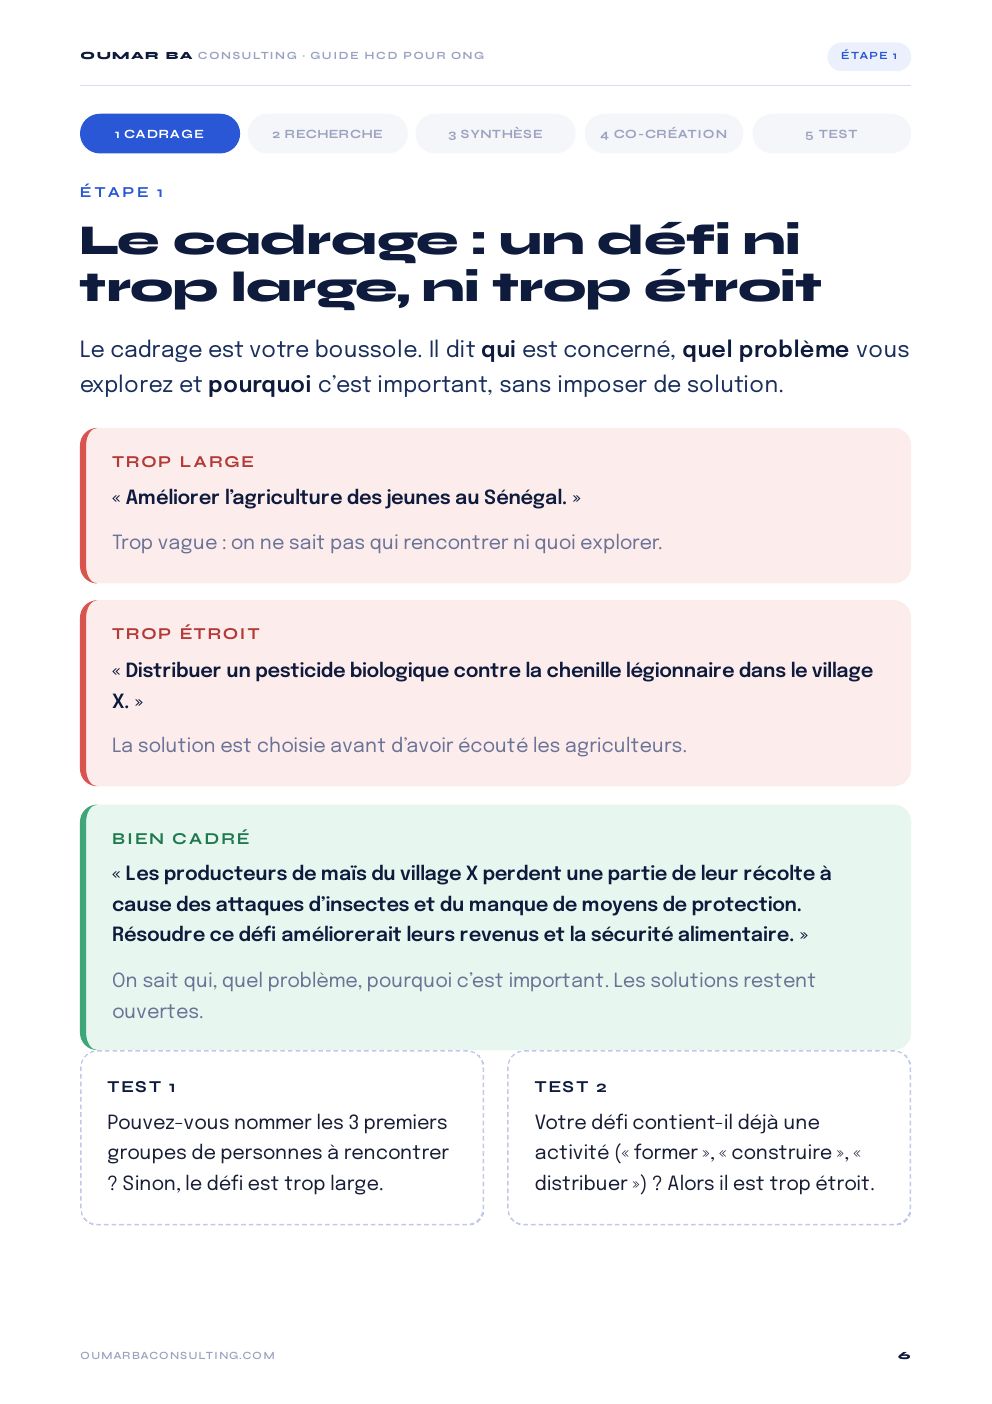 OUMAR BA CONSULTING · GUIDE HCD POUR ONG
ÉTAPE 1
1 CADRAGE
2 RECHERCHE
3 SYNTHÈSE
4 CO-CRÉATION
5 TEST
ÉTAPE 1
Le cadrage : un défi ni
trop large, ni trop étroit
Le cadrage est votre boussole. Il dit qui est concerné, quel problème vous
explorez et pourquoi c’est important, sans imposer de solution.
TROP LARGE
« Améliorer l’agriculture des jeunes au Sénégal. »
Trop vague : on ne sait pas qui rencontrer ni quoi explorer.
TROP ÉTROIT
« Distribuer un pesticide biologique contre la chenille légionnaire dans le village
X. »
La solution est choisie avant d’avoir écouté les agriculteurs.
BIEN CADRÉ
« Les producteurs de maïs du village X perdent une partie de leur récolte à
cause des attaques d’insectes et du manque de moyens de protection.
Résoudre ce défi améliorerait leurs revenus et la sécurité alimentaire. »
On sait qui, quel problème, pourquoi c’est important. Les solutions restent
ouvertes.
TEST 1
Pouvez-vous nommer les 3 premiers
groupes de personnes à rencontrer
? Sinon, le défi est trop large.
TEST 2
Votre défi contient-il déjà une
activité (« former », « construire », «
distribuer ») ? Alors il est trop étroit.
OUMARBACONSULTING.COM
6